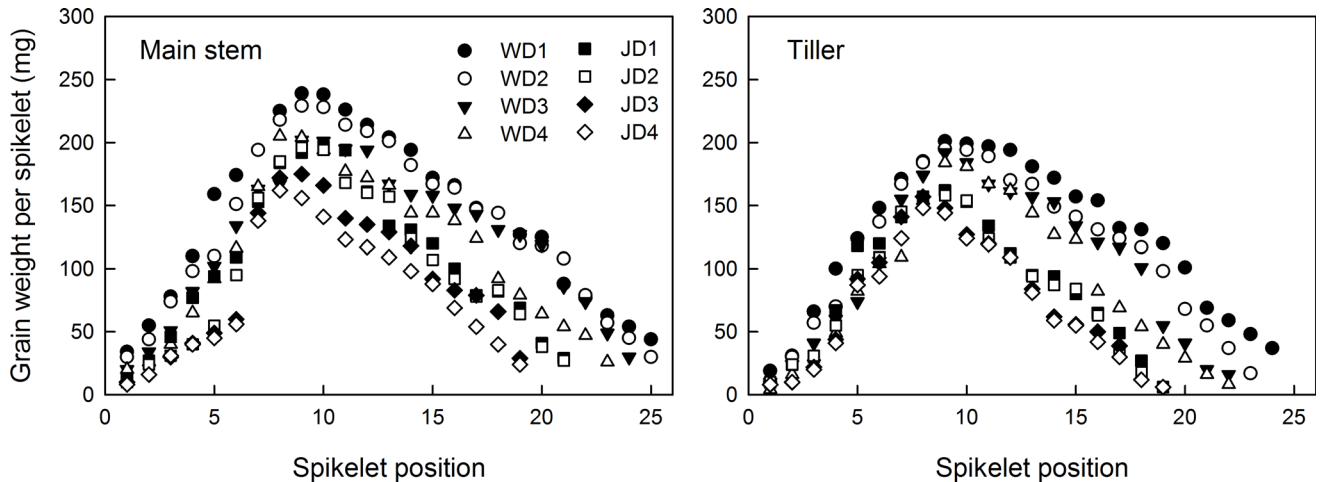 300
250
200
150
100
50
0
Grain weight per spikelet (mg)
Main stem
WD1
WD2
WD3
WD4
JD1
JD2
JD3
JD4
0 5 10 15 20 25
Spikelet position
300
250
200
150
100
50
0
Tiller
0 5 10 15 20 25
Spikelet position